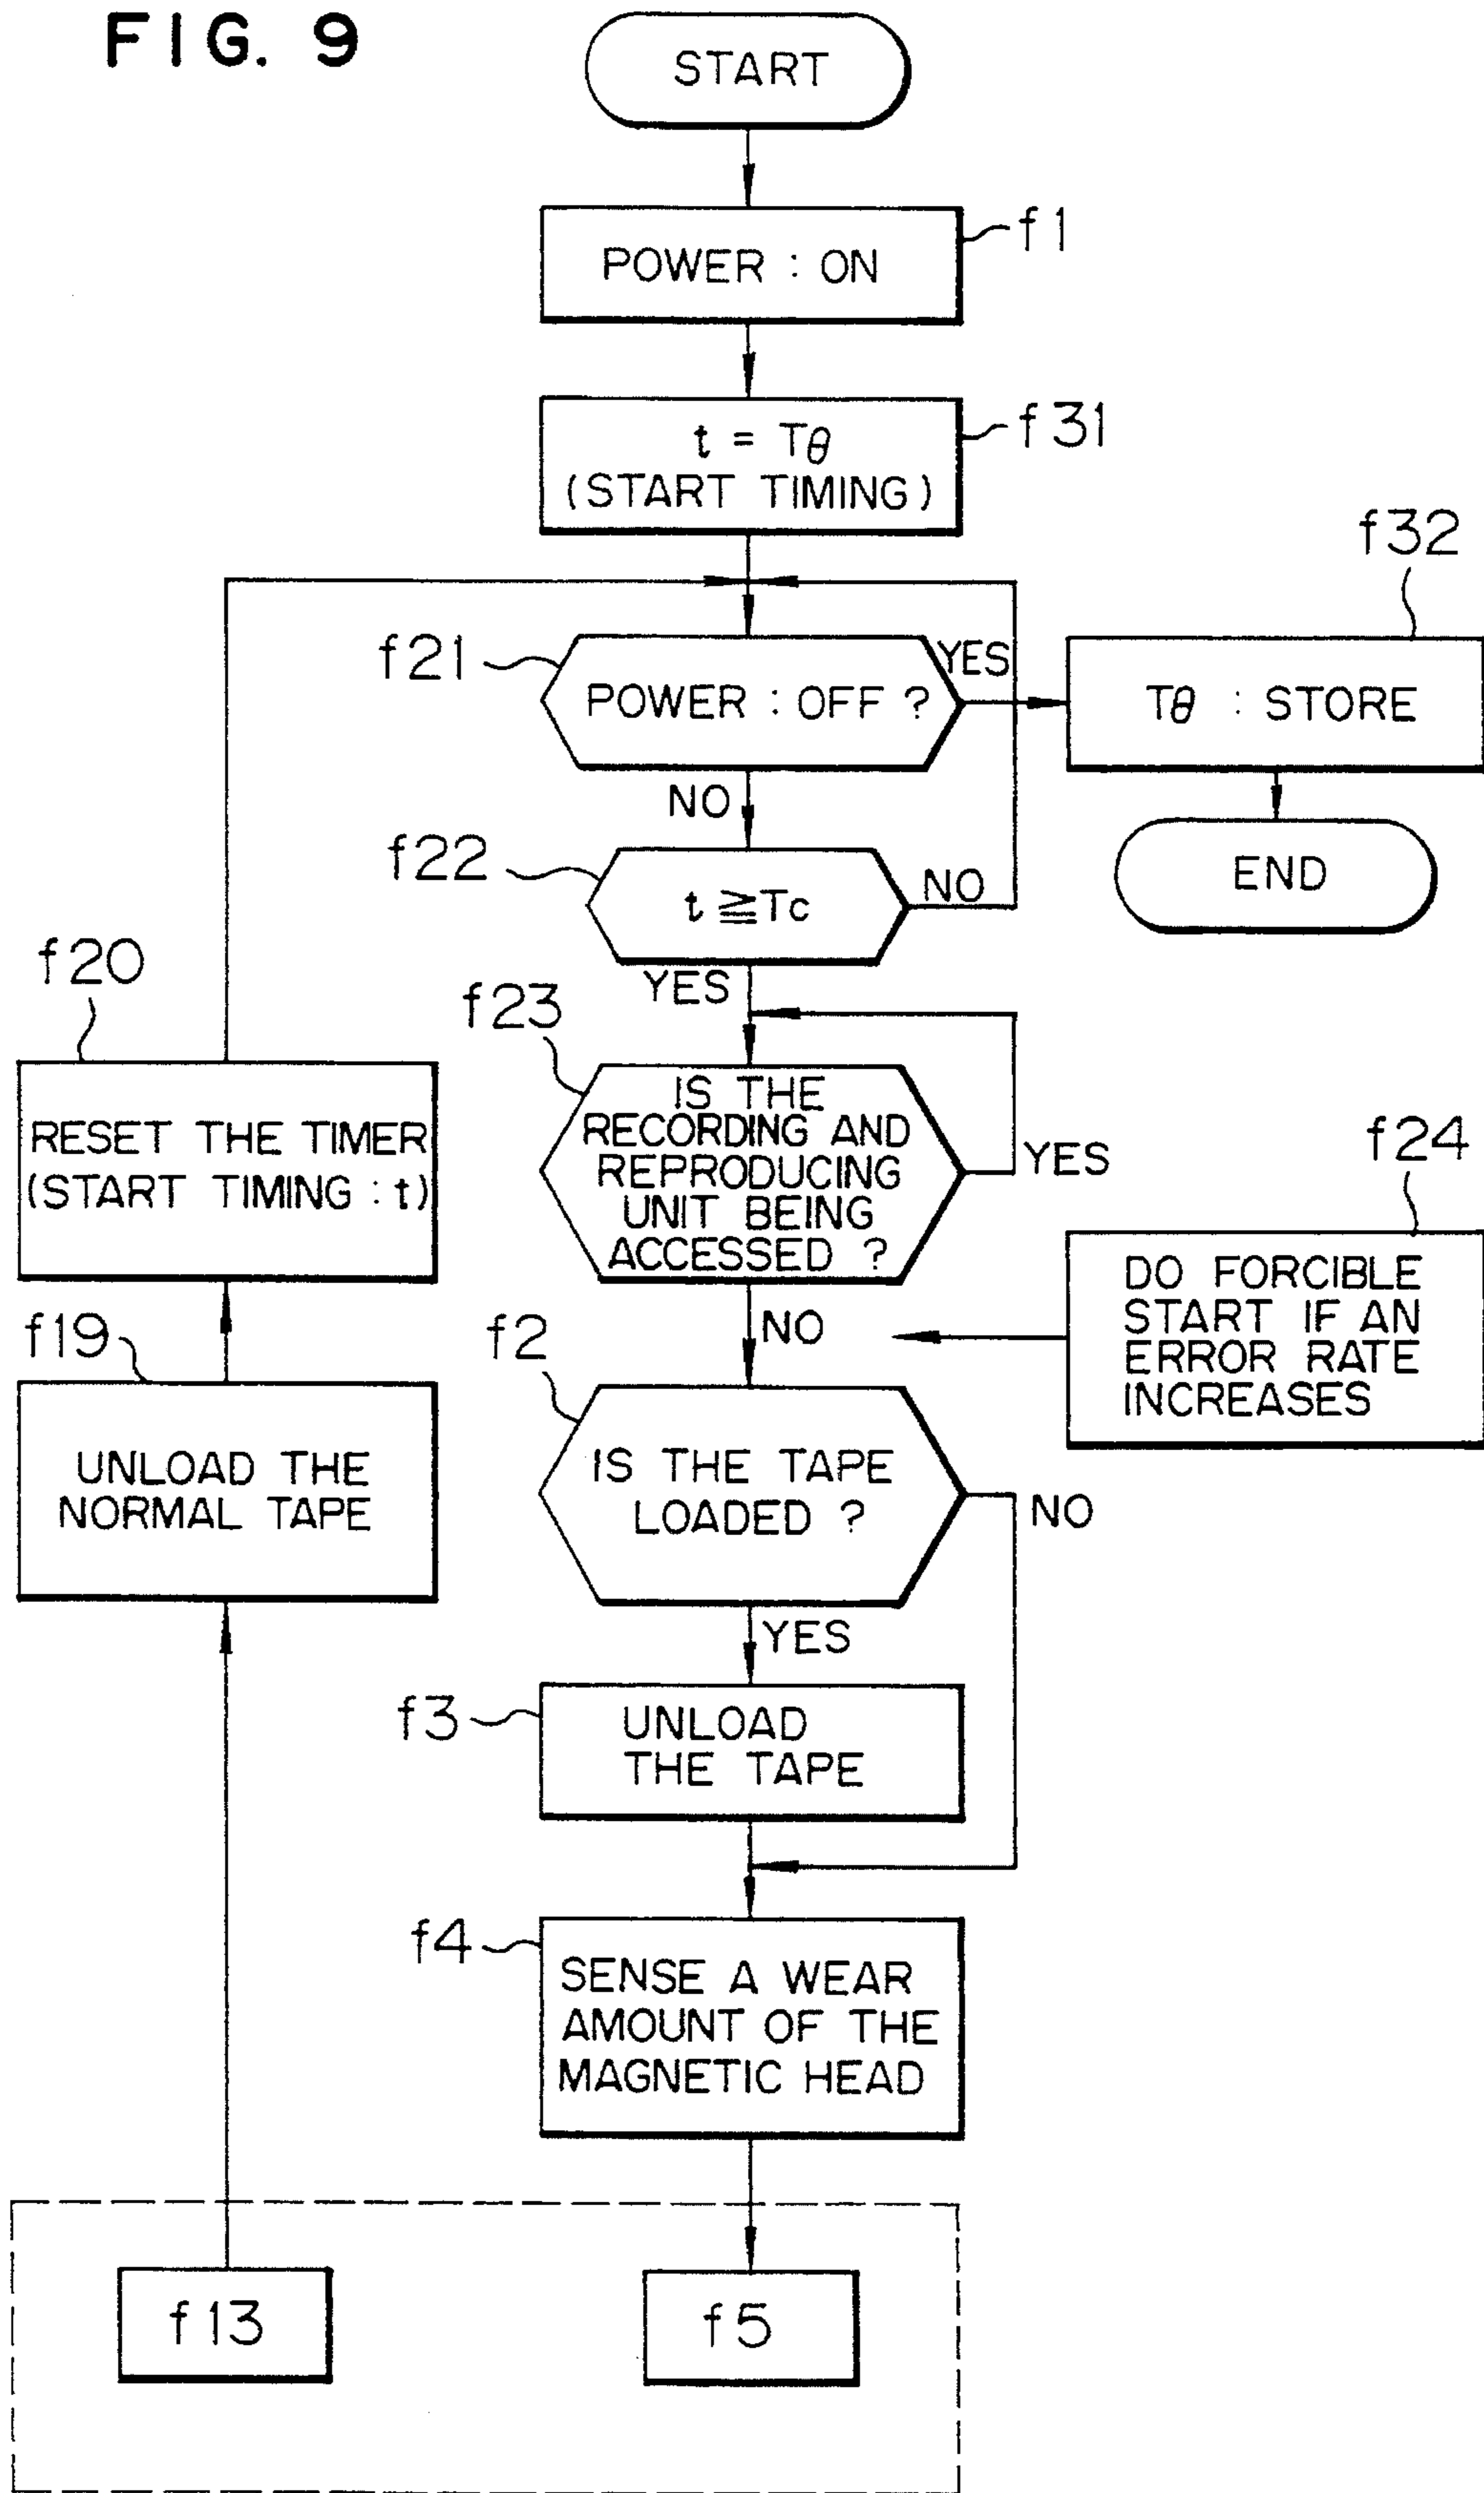 FIG. 9
START
POWER : ON
f1
t = Tθ
(START TIMING)
f31
f32
f21
POWER : OFF ?
YES
Tθ : STORE
NO
END
f22
t ≧ Tc
NO
YES
f20
RESET THE TIMER
(START TIMING : t)
f23
IS THE
RECORDING AND
REPRODUCING
UNIT BEING
ACCESSED ?
YES
NO
f24
DO FORCIBLE
START IF AN
ERROR RATE
INCREASES
f19
UNLOAD THE
NORMAL TAPE
f2
IS THE TAPE
LOADED ?
NO
YES
f3
UNLOAD
THE TAPE
f4
SENSE A WEAR
AMOUNT OF THE
MAGNETIC HEAD
f13
f5